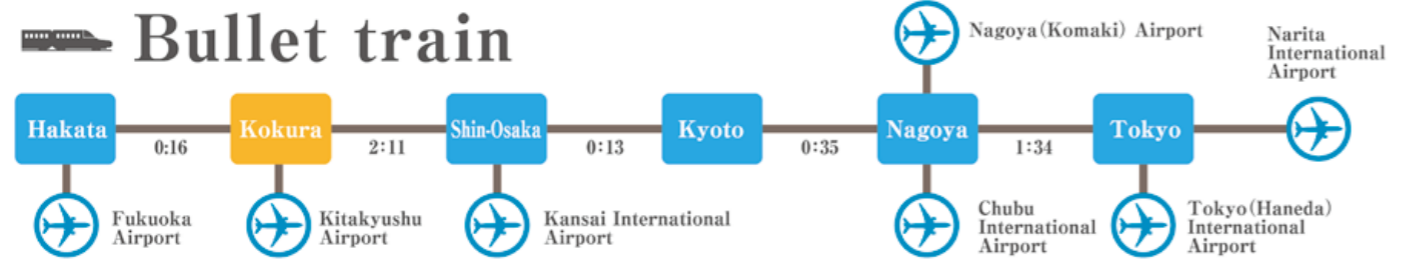 Bullet train
Nagoya(Komaki) Airport
Narita
International
Airport
Hakata
0:16
Kokura
2:11
Shin-Osaka
0:13
Kyoto
0:35
Nagoya
1:34
Tokyo
Fukuoka
Airport
Kitakyushu
Airport
Kansai International
Airport
Chubu
International
Airport
Tokyo(Haneda)
International
Airport